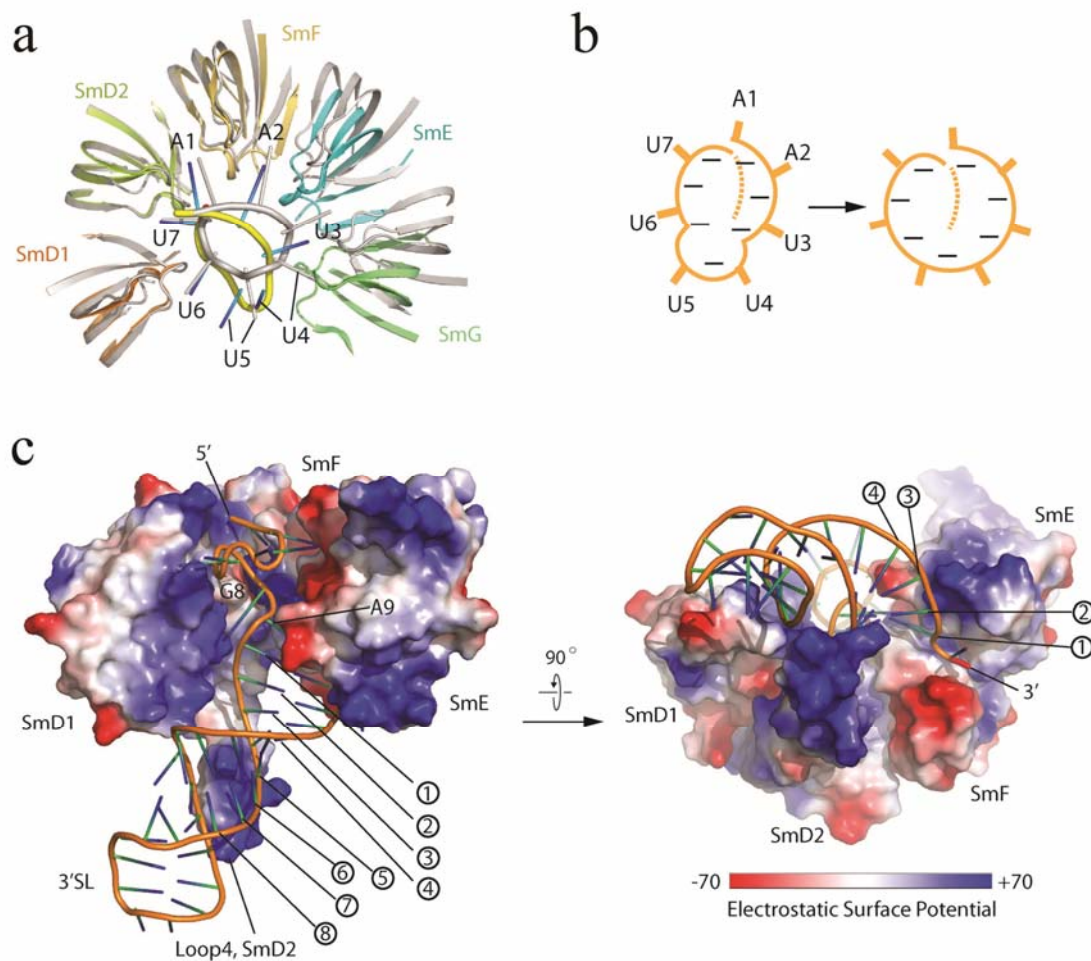 a
SmF
SmD2
A1
A2
SmE
U7
U3
SmD1
U6
U5
U4
SmG
b
A1
U7
A2
U6
U3
U5
U4
c
5'
SmF
G8
A9
SmD1
SmE
①
②
③
④
⑤
⑥
⑦
⑧
3'SL
Loop4, SmD2
90°
④
③
SmE
②
①
3'
SmD1
SmF
SmD2
-70 +70
Electrostatic Surface Potential